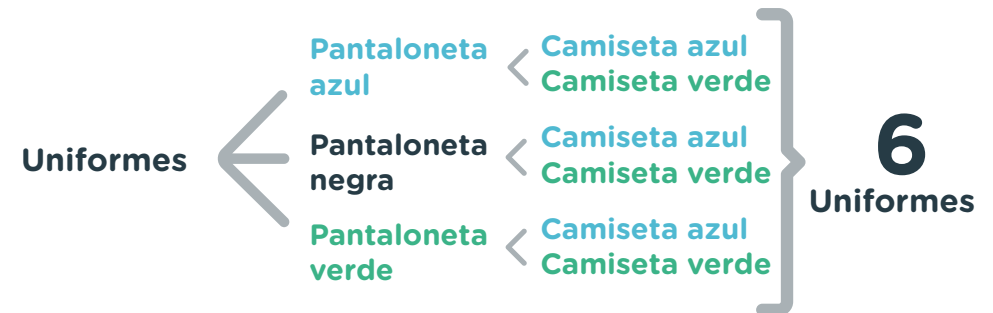 Uniformes
Pantaloneta
azul
Camiseta azul
Camiseta verde
Pantaloneta
negra
Camiseta azul
Camiseta verde
Pantaloneta
verde
Camiseta azul
Camiseta verde
6
Uniformes